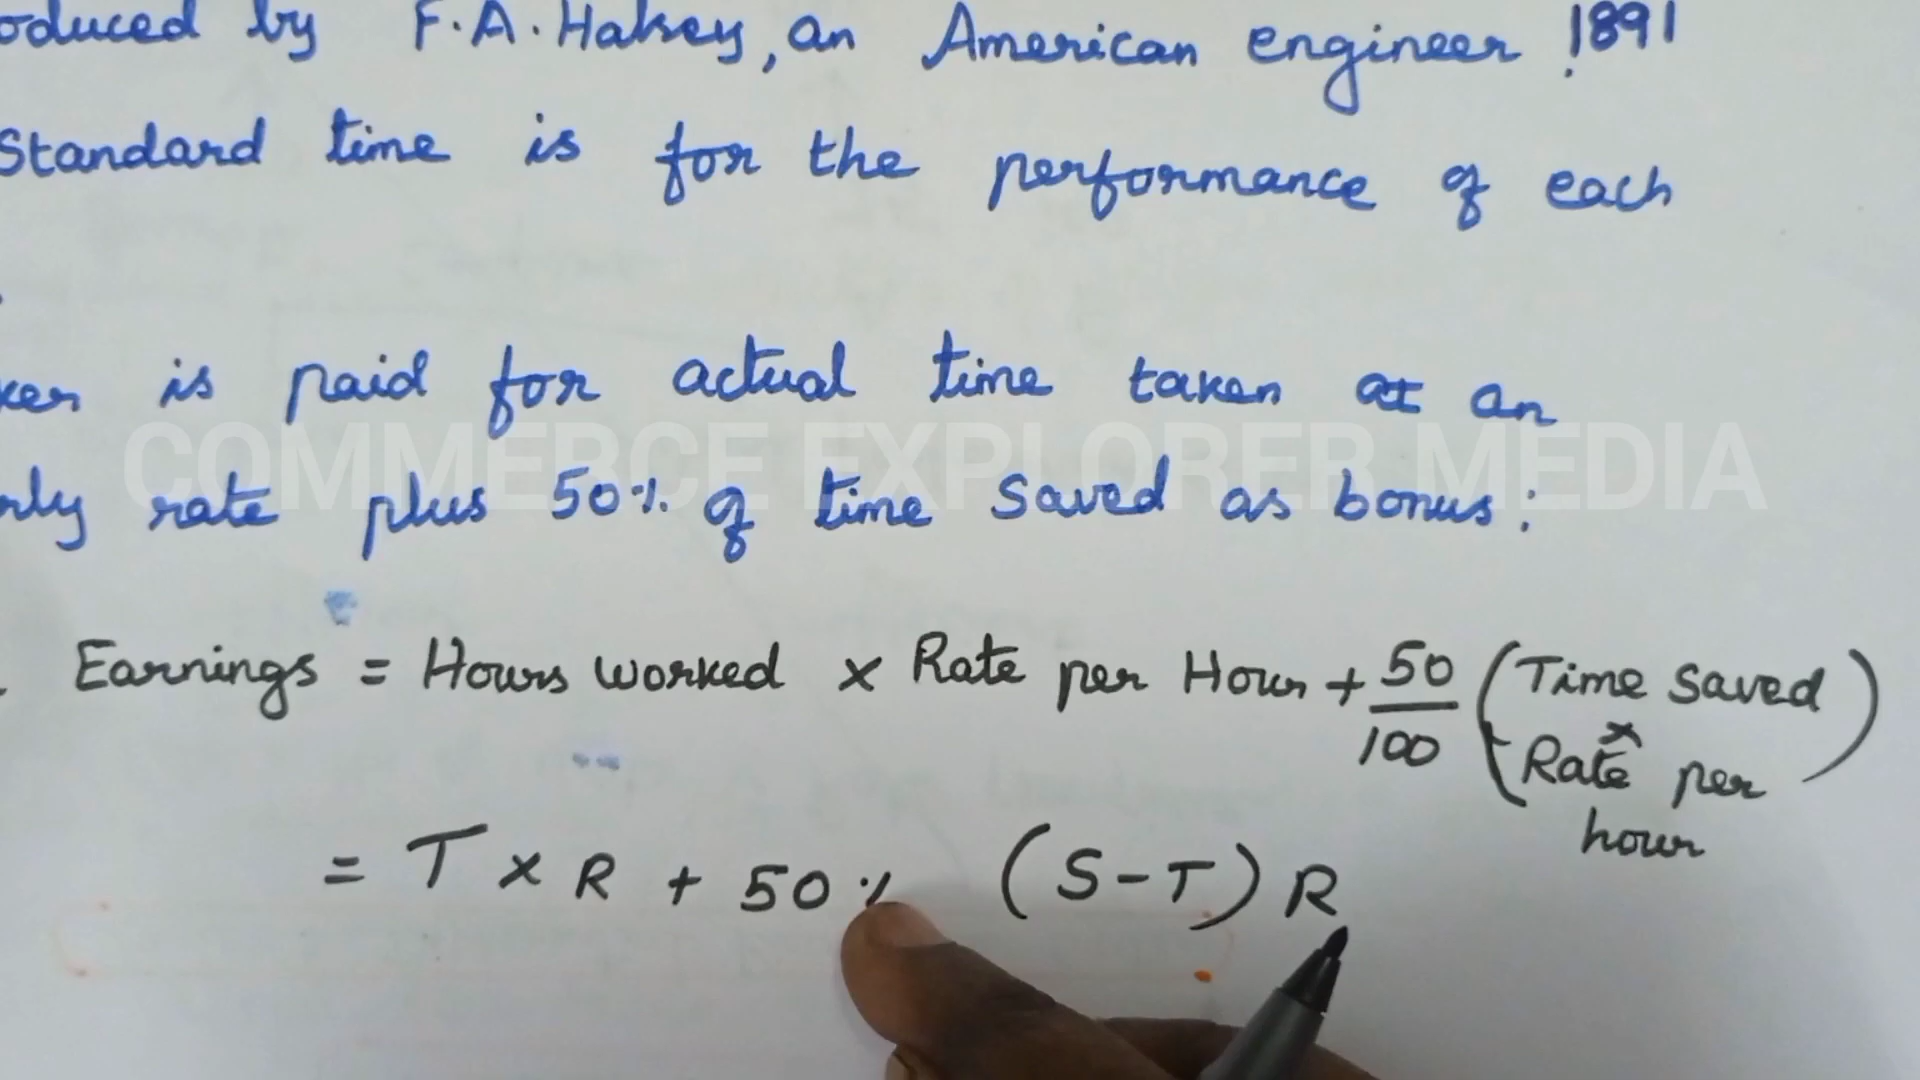 oduced by F.A. Halsey, an American engineer 1891
Standard time is for the performance of each
ker is paid for actual time taken at an
rly rate plus 50% of time saved as bonus:
COMMERCE EXPLORER MEDIA
Earnings = Hours worked x Rate per Hour + 50/100 (Time saved x Rate per hour)
= T x R + 50% (S-T) R